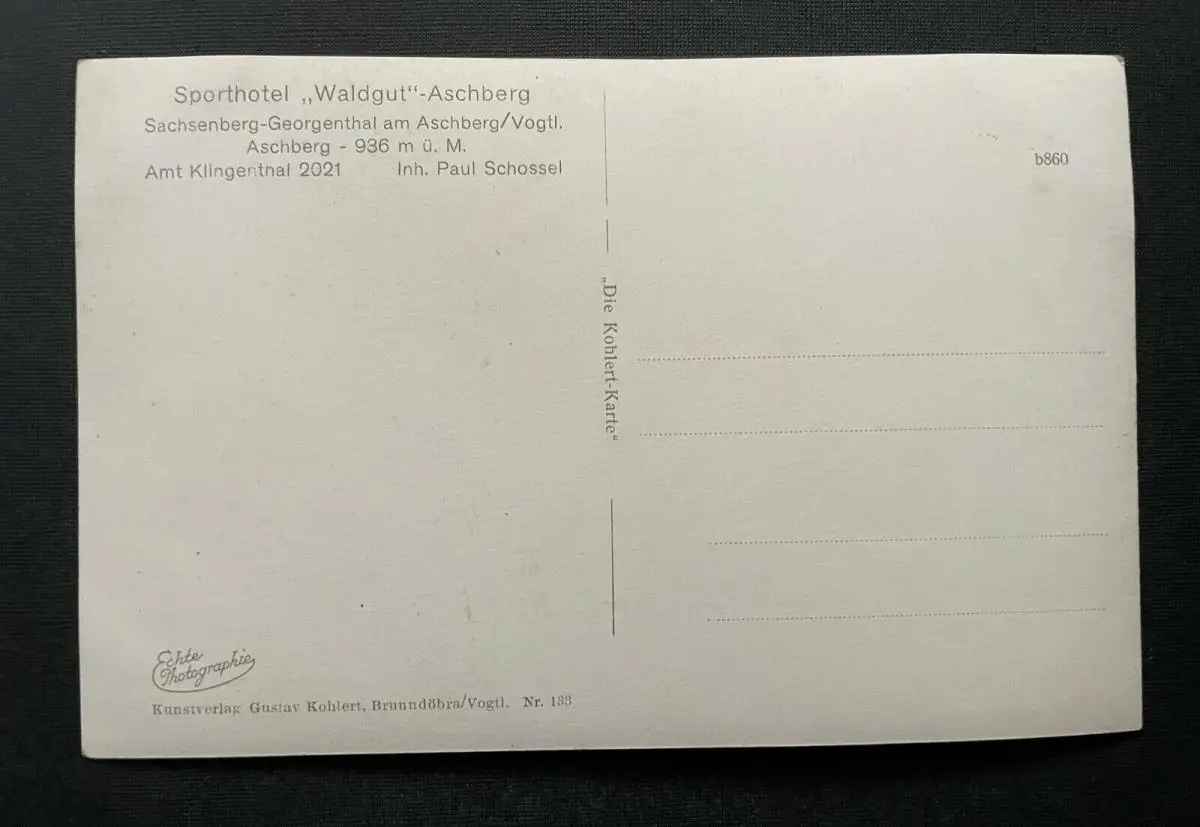 Sporthotel „Waldgut“-Aschberg
Sachsenberg-Georgenthal am Aschberg/Vogtl.
Aschberg - 936 m ü. M.
Amt Klingenthal 2021 Inh. Paul Schossel
b860
„Die Kohlert-Karte“
Echte
Photographie
Kunstverlag Gustav Kohlert, Brunndöbra/Vogtl. Nr. 133